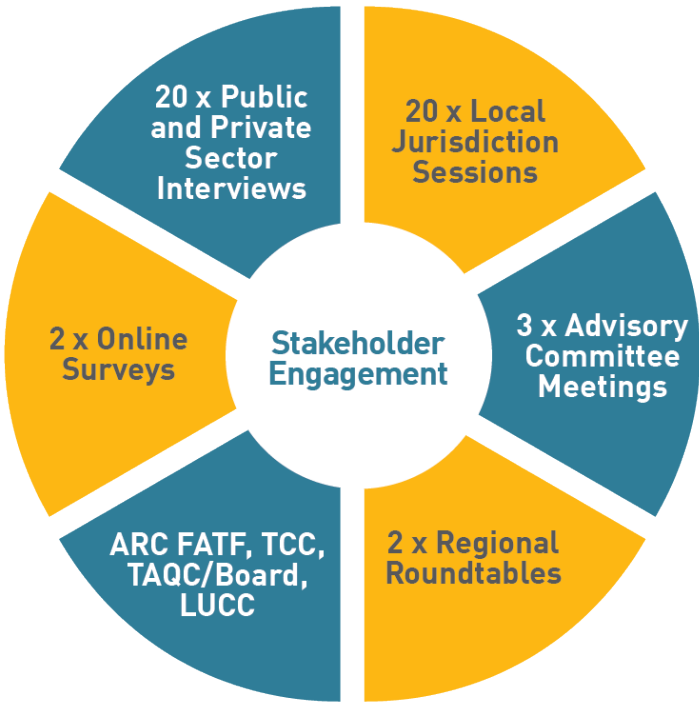 20 x Public
and Private
Sector
Interviews
20 x Local
Jurisdiction
Sessions
2 x Online
Surveys
Stakeholder
Engagement
3 x Advisory
Committee
Meetings
ARC FATF, TCC,
TAQC/Board,
LUCC
2 x Regional
Roundtables